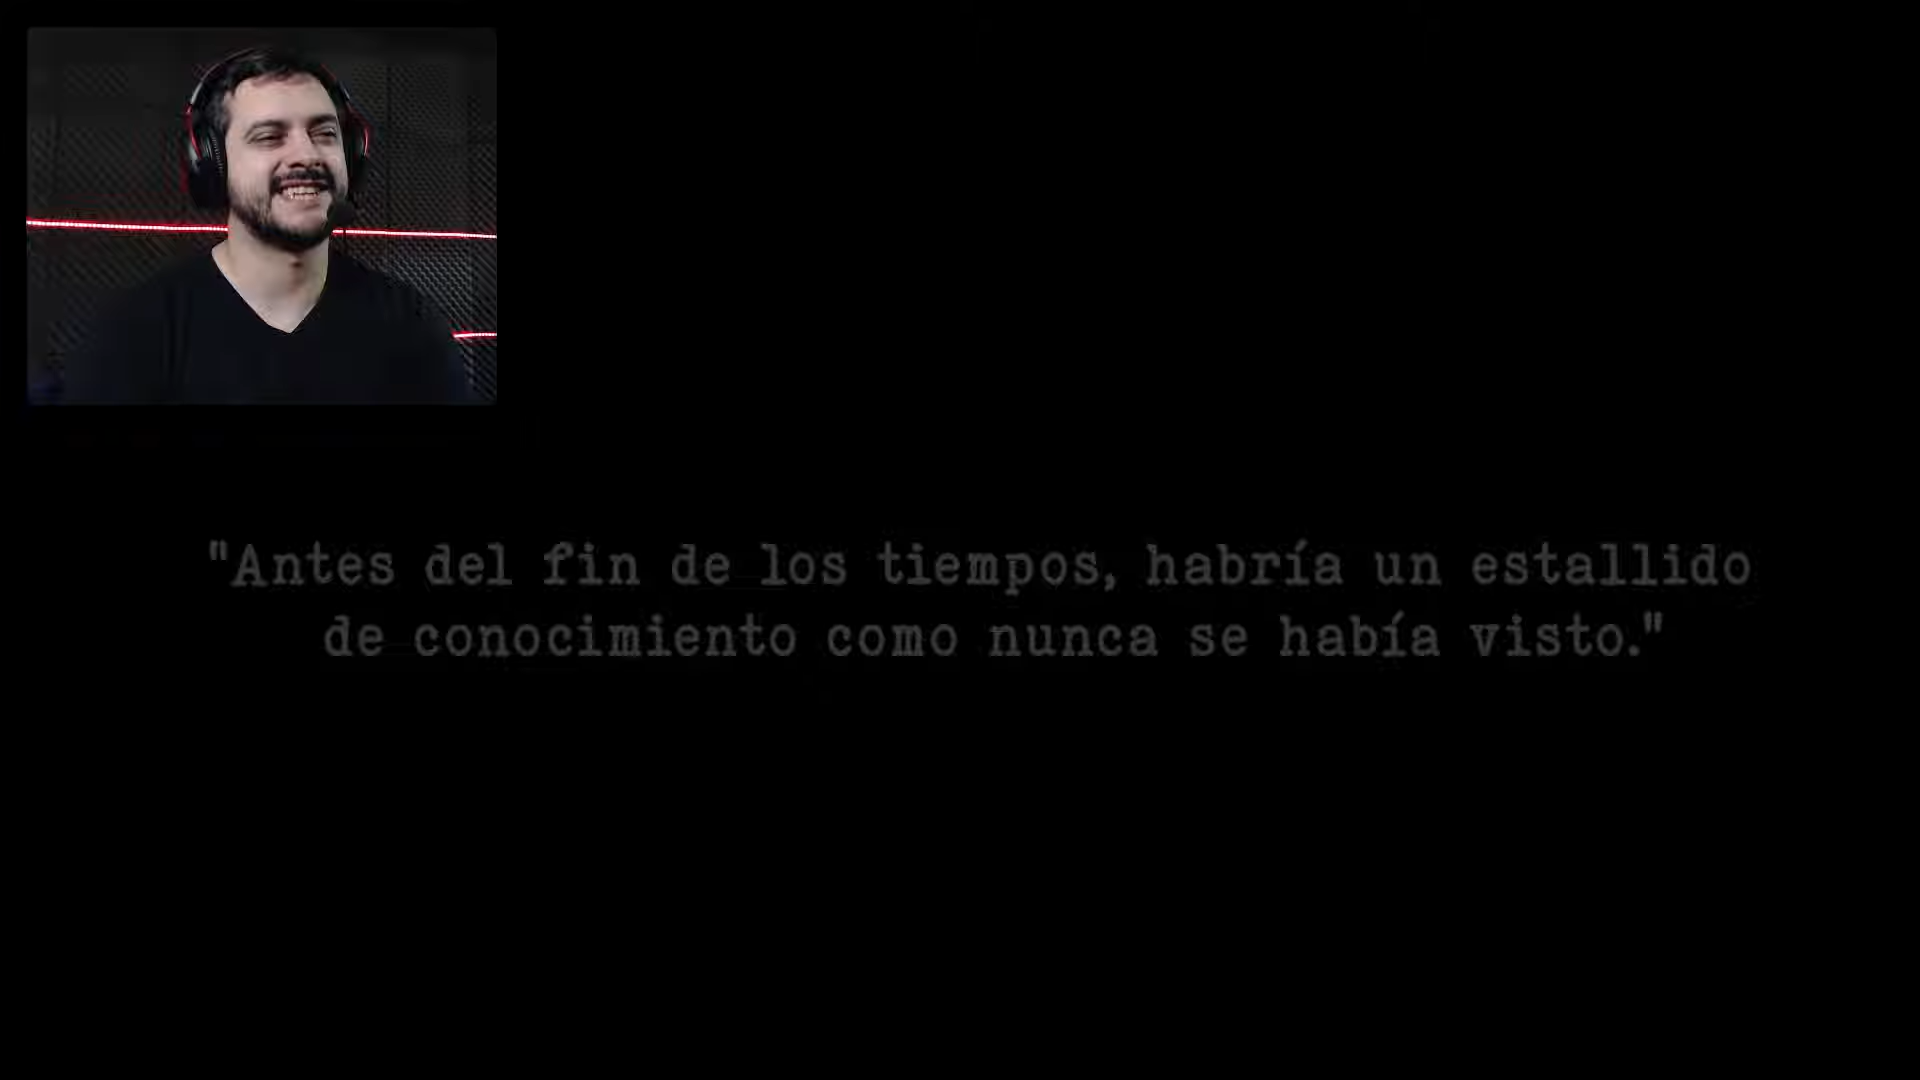 "Antes del fin de los tiempos, habría un estallido
de conocimiento como nunca se había visto."